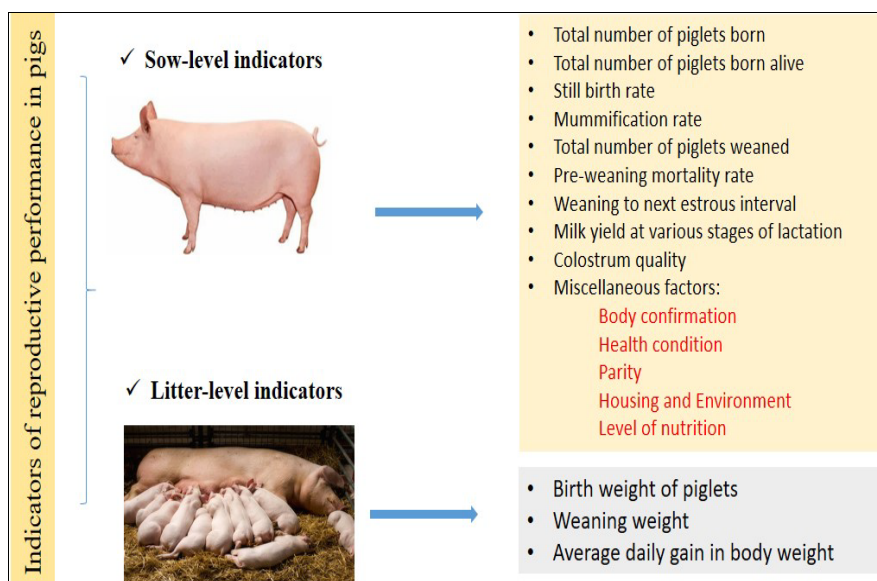 Indicators of reproductive performance in pigs
✓ Sow-level indicators
• Total number of piglets born
• Total number of piglets born alive
• Still birth rate
• Mummification rate
• Total number of piglets weaned
• Pre-weaning mortality rate
• Weaning to next estrous interval
• Milk yield at various stages of lactation
• Colostrum quality
• Miscellaneous factors:
Body confirmation
Health condition
Parity
Housing and Environment
Level of nutrition
✓ Litter-level indicators
• Birth weight of piglets
• Weaning weight
• Average daily gain in body weight